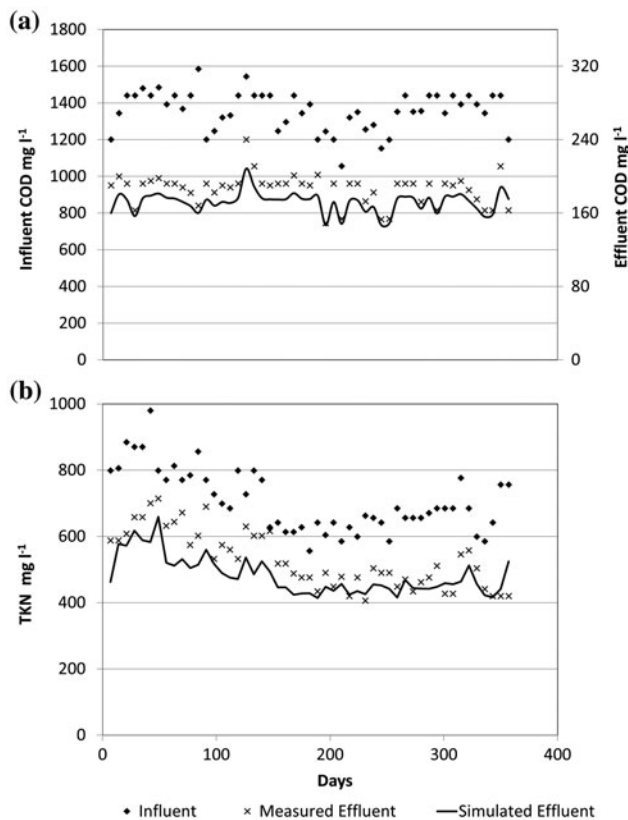 (a)
1800
1600
1400
1200
1000
800
600
400
200
0
Influent COD mg l-1
320
240
160
80
0
Effluent COD mg l-1
(b)
1000
800
600
400
200
0
TKN mg l-1
0 100 200 300 400
Days
Influent Measured Effluent Simulated Effluent